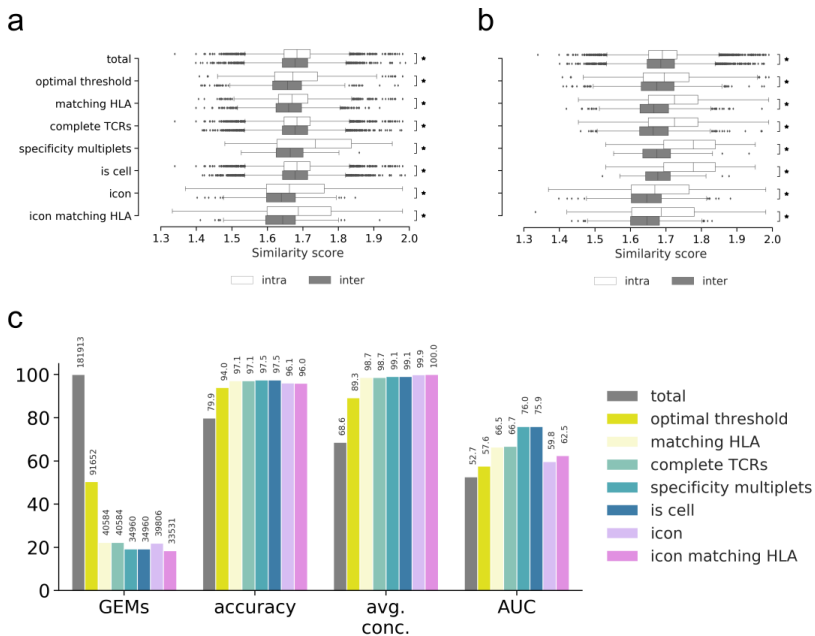 a
total
optimal threshold
matching HLA
complete TCRs
specificity multiplets
is cell
icon
icon matching HLA
1.3 1.4 1.5 1.6 1.7 1.8 1.9 2.0
Similarity score
intra inter
b
1.3 1.4 1.5 1.6 1.7 1.8 1.9 2.0
Similarity score
intra inter
c
100
80
60
40
20
0
181913 91652 40584 40584 34960 34960 39806 33531
79.9 94.0 97.1 97.1 97.5 97.5 96.1 96.0
68.6 89.3 98.7 98.7 99.1 99.1 99.9 100.0
52.7 57.6 66.5 66.7 76.0 75.9 59.8 62.5
GEMs accuracy avg. conc. AUC
total
optimal threshold
matching HLA
complete TCRs
specificity multiplets
is cell
icon
icon matching HLA